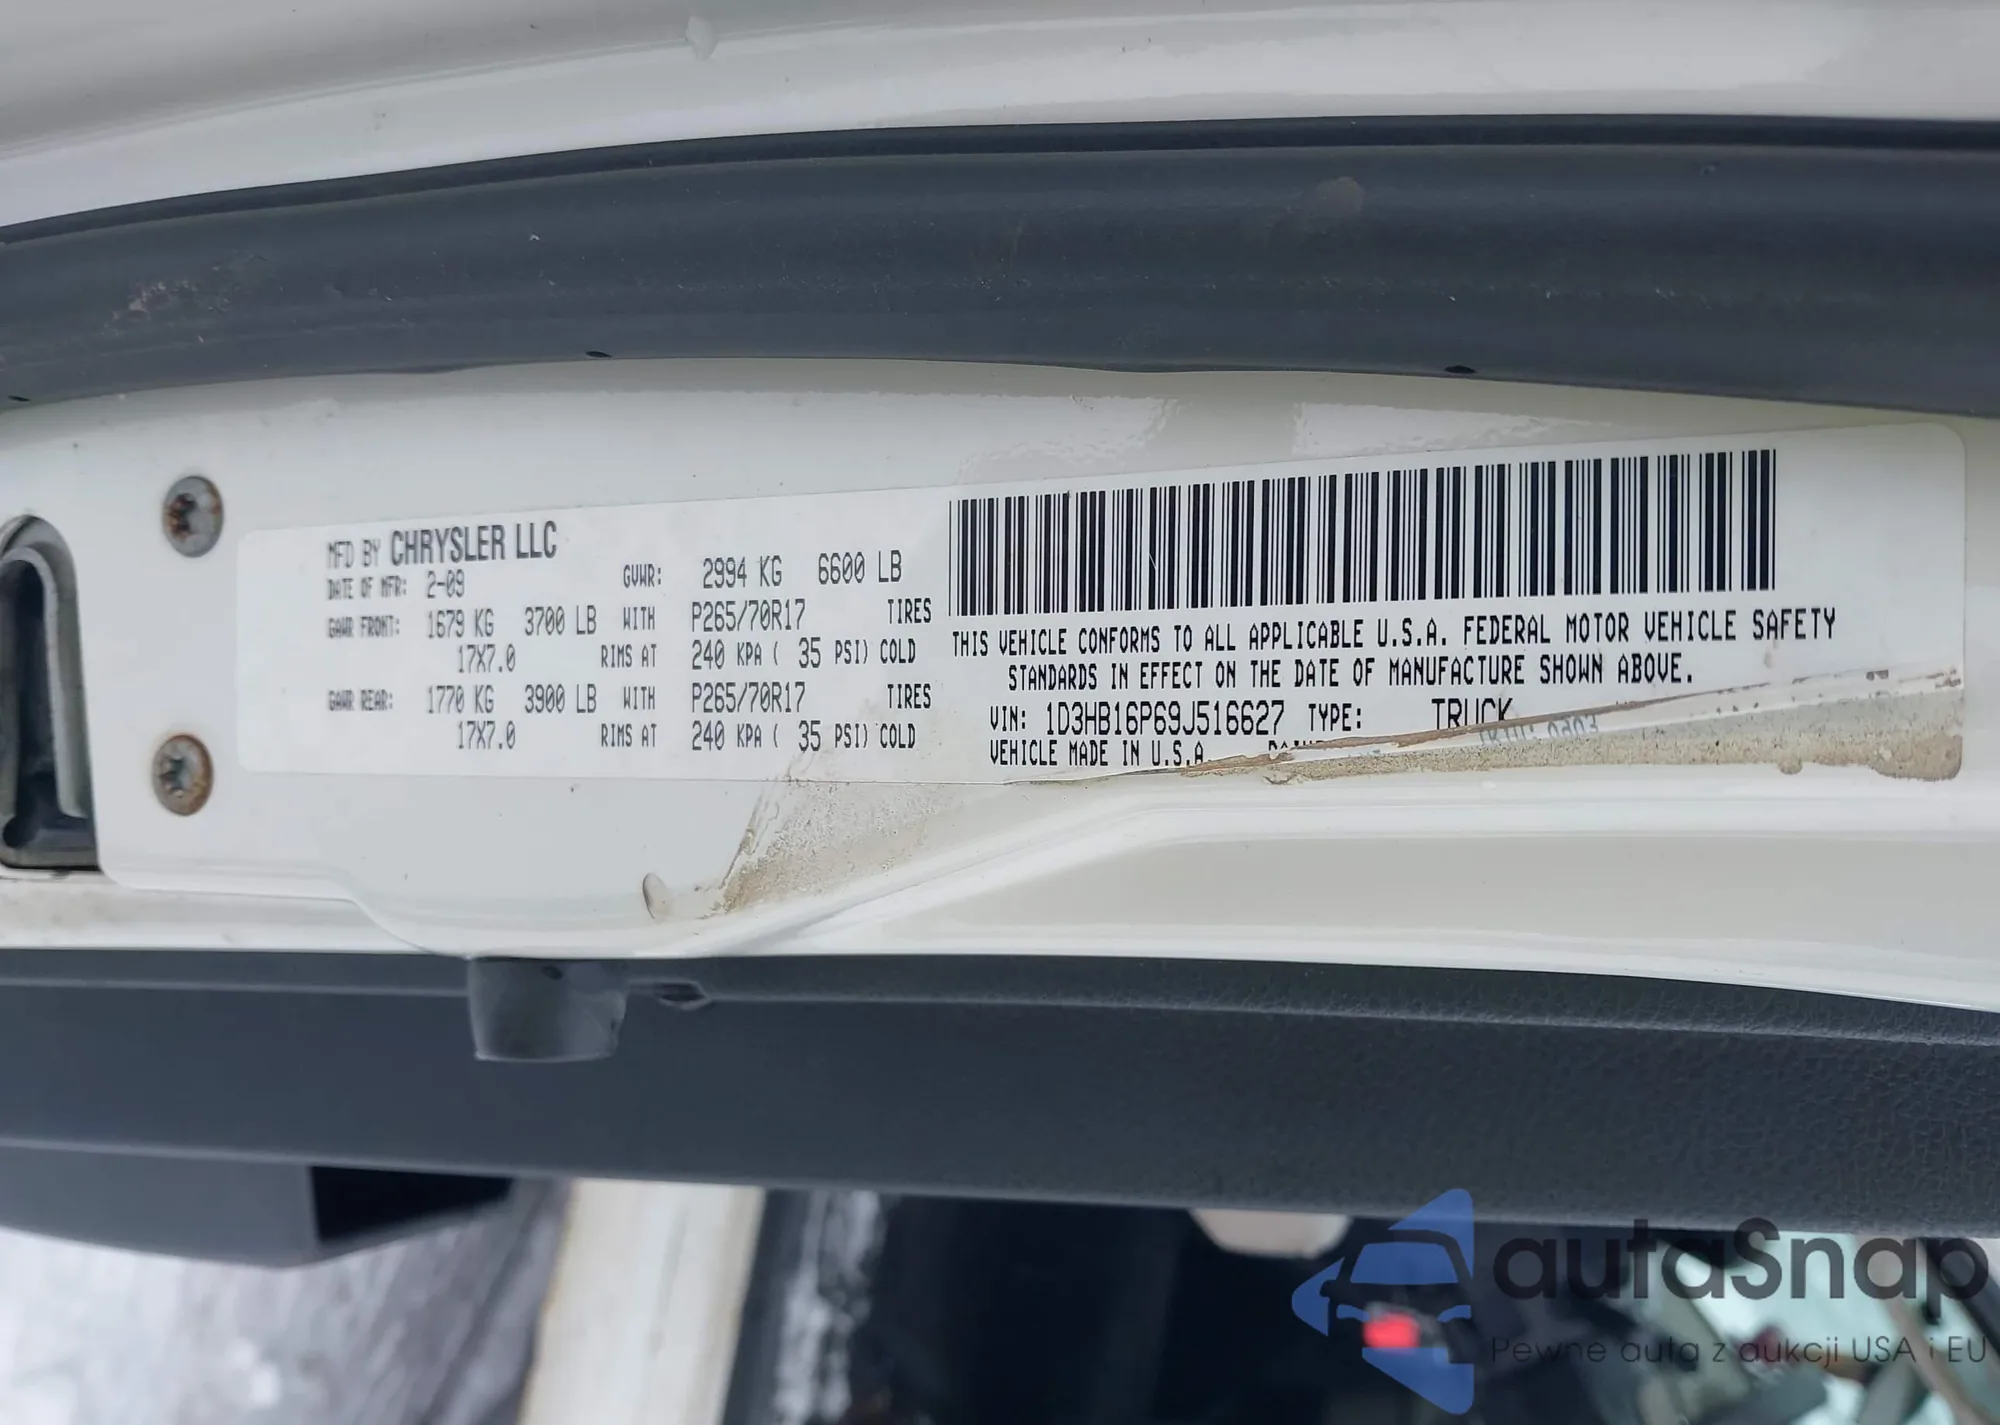 MFD BY CHRYSLER LLC
DATE OF MFR: 2-09 GVWR: 2994 KG 6600 LB
GAWR FRONT: 1679 KG 3700 LB WITH P265/70R17 TIRES
17X7.0 RIMS AT 240 KPA ( 35 PSI) COLD
GAWR REAR: 1770 KG 3900 LB WITH P265/70R17 TIRES
17X7.0 RIMS AT 240 KPA ( 35 PSI) COLD
THIS VEHICLE CONFORMS TO ALL APPLICABLE U.S.A. FEDERAL MOTOR VEHICLE SAFETY
STANDARDS IN EFFECT ON THE DATE OF MANUFACTURE SHOWN ABOVE.
VIN: 1D3HB16P69J516627 TYPE: TRUCK
VEHICLE MADE IN U.S.A.
autaSnap
Pewne auta z aukcji USA i EU